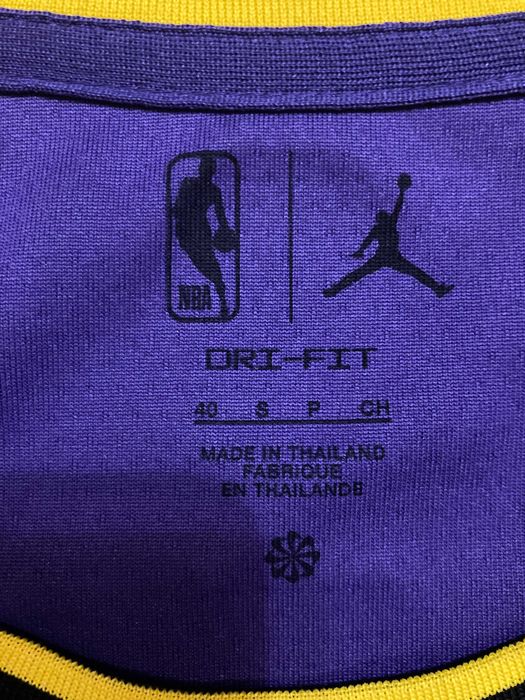 NBA
DRI-FIT
40 S P CH
MADE IN THAILAND
FABRIQUE
EN THAILANDE